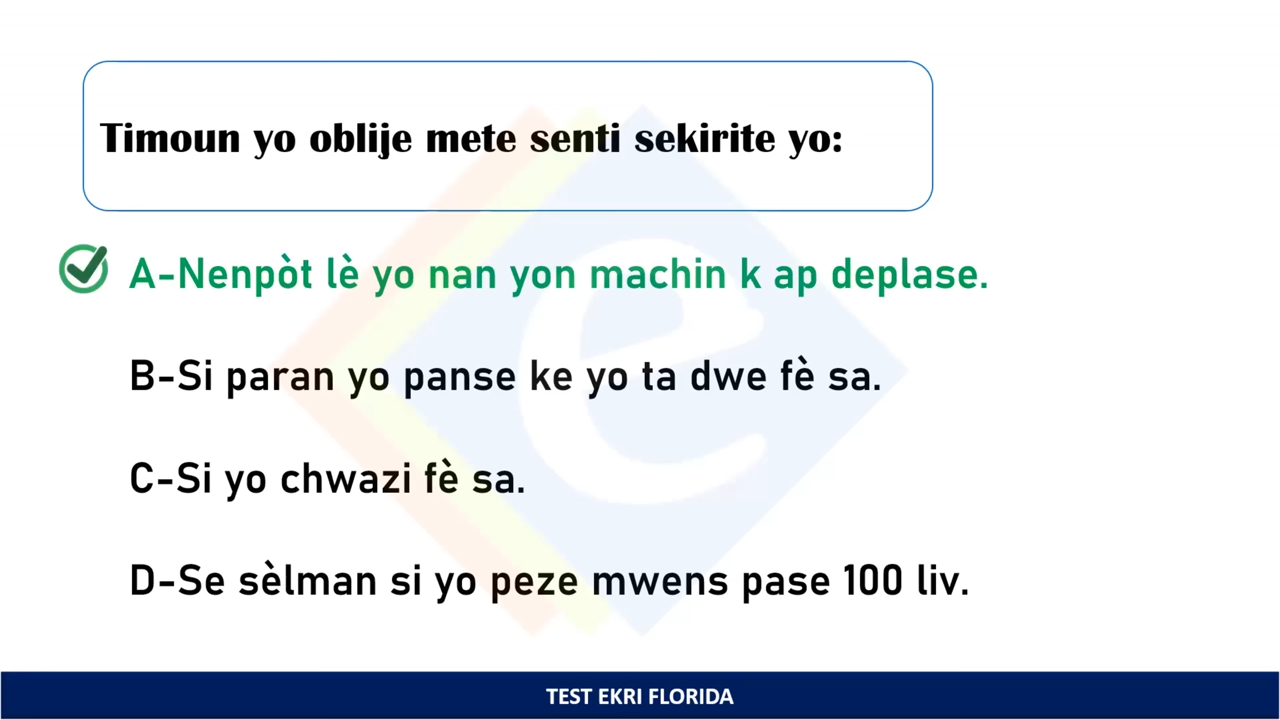 Timoun yo oblije mete senti sekirite yo:
A-Nenpòt lè yo nan yon machin k ap deplase.
B-Si paran yo panse ke yo ta dwe fè sa.
C-Si yo chwazi fè sa.
D-Se sèlman si yo peze mwens pase 100 liv.
TEST EKRI FLORIDA